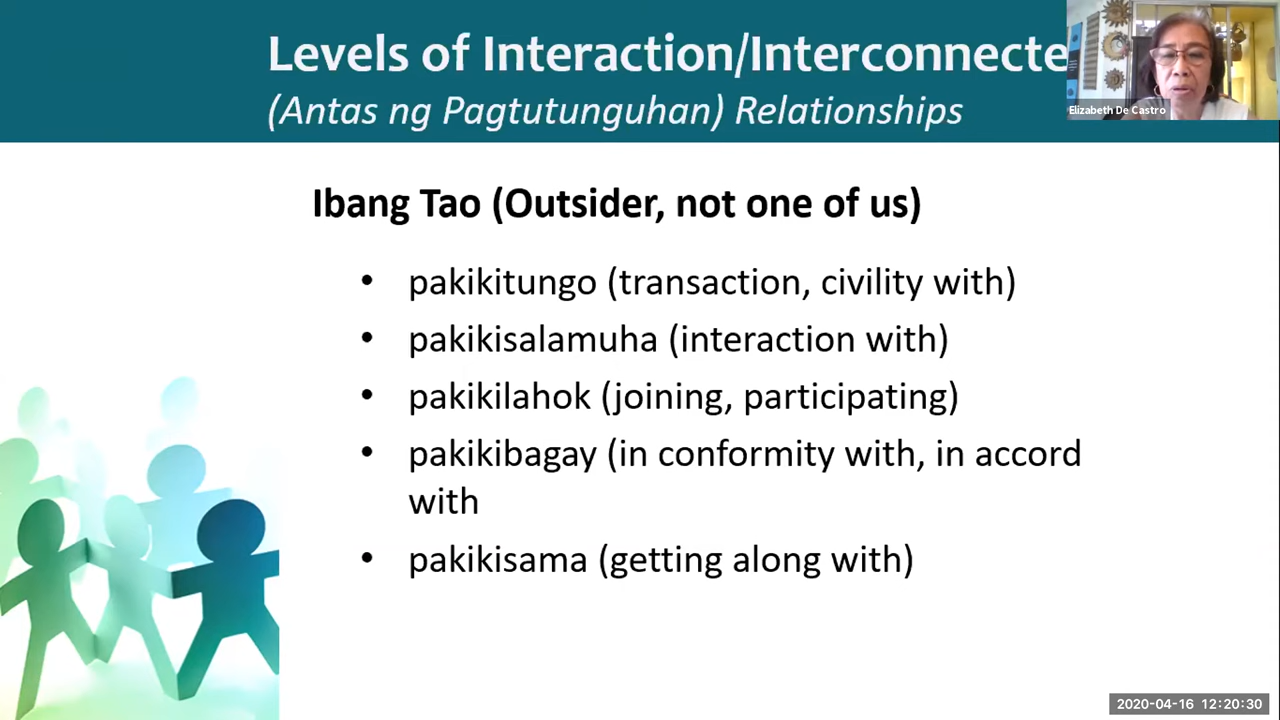 Levels of Interaction/Interconnecte
(Antas ng Pagtutunguhan) Relationships
Elizabeth De Castro
Ibang Tao (Outsider, not one of us)
• pakikitungo (transaction, civility with)
• pakikisalamuha (interaction with)
• pakikilahok (joining, participating)
• pakikibagay (in conformity with, in accord
with
• pakikisama (getting along with)
2020-04-16 12:20:30